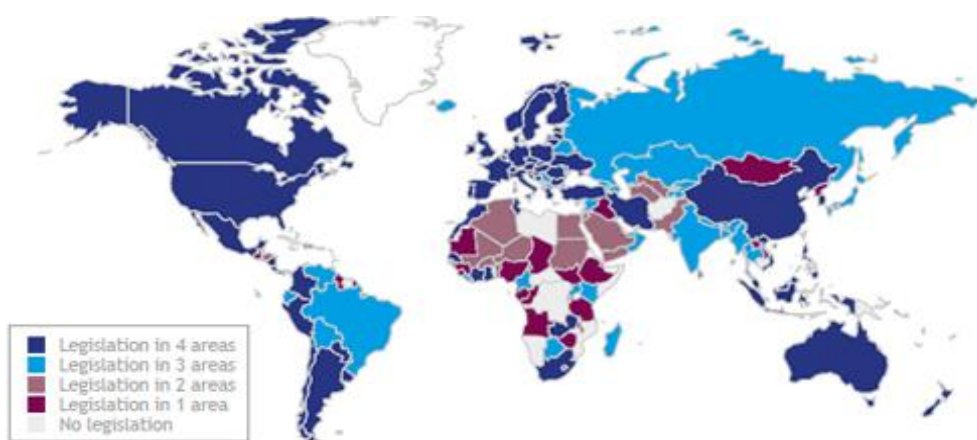 Legislation in 4 areas
Legislation in 3 areas
Legislation in 2 areas
Legislation in 1 area
No legislation